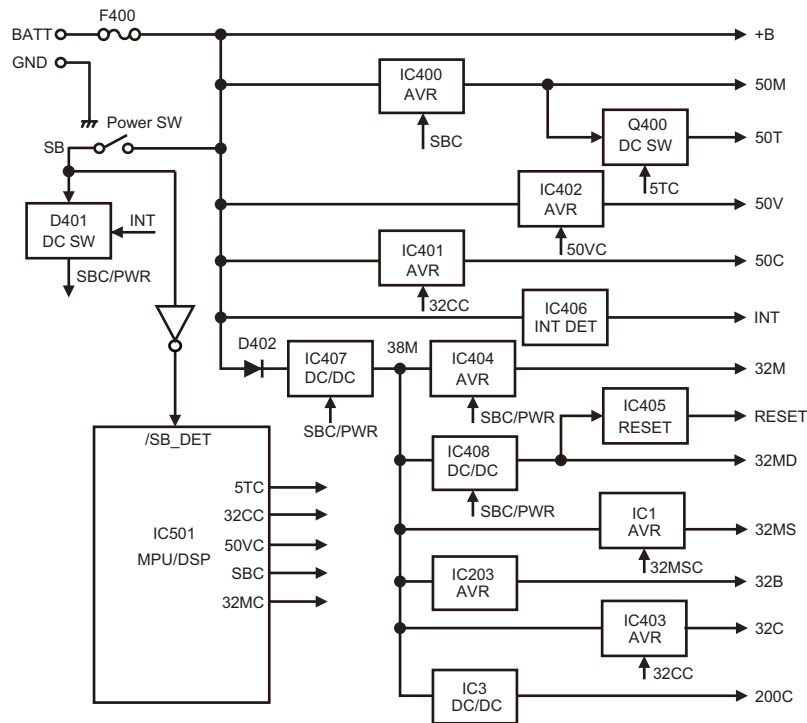 F400
BATT
+B
GND
IC400
AVR
50M
SBC
Power SW
SB
Q400
DC SW
50T
5TC
D401
DC SW
INT
IC402
AVR
50V
50VC
SBC/PWR
IC401
AVR
50C
32CC
IC406
INT DET
INT
D402
IC407
DC/DC
38M
IC404
AVR
32M
SBC/PWR
SBC/PWR
IC405
RESET
RESET
/SB_DET
IC408
DC/DC
32MD
SBC/PWR
5TC
32CC
50VC
SBC
32MC
IC501
MPU/DSP
IC1
AVR
32MS
32MSC
IC203
AVR
32B
IC403
AVR
32C
32CC
IC3
DC/DC
200C